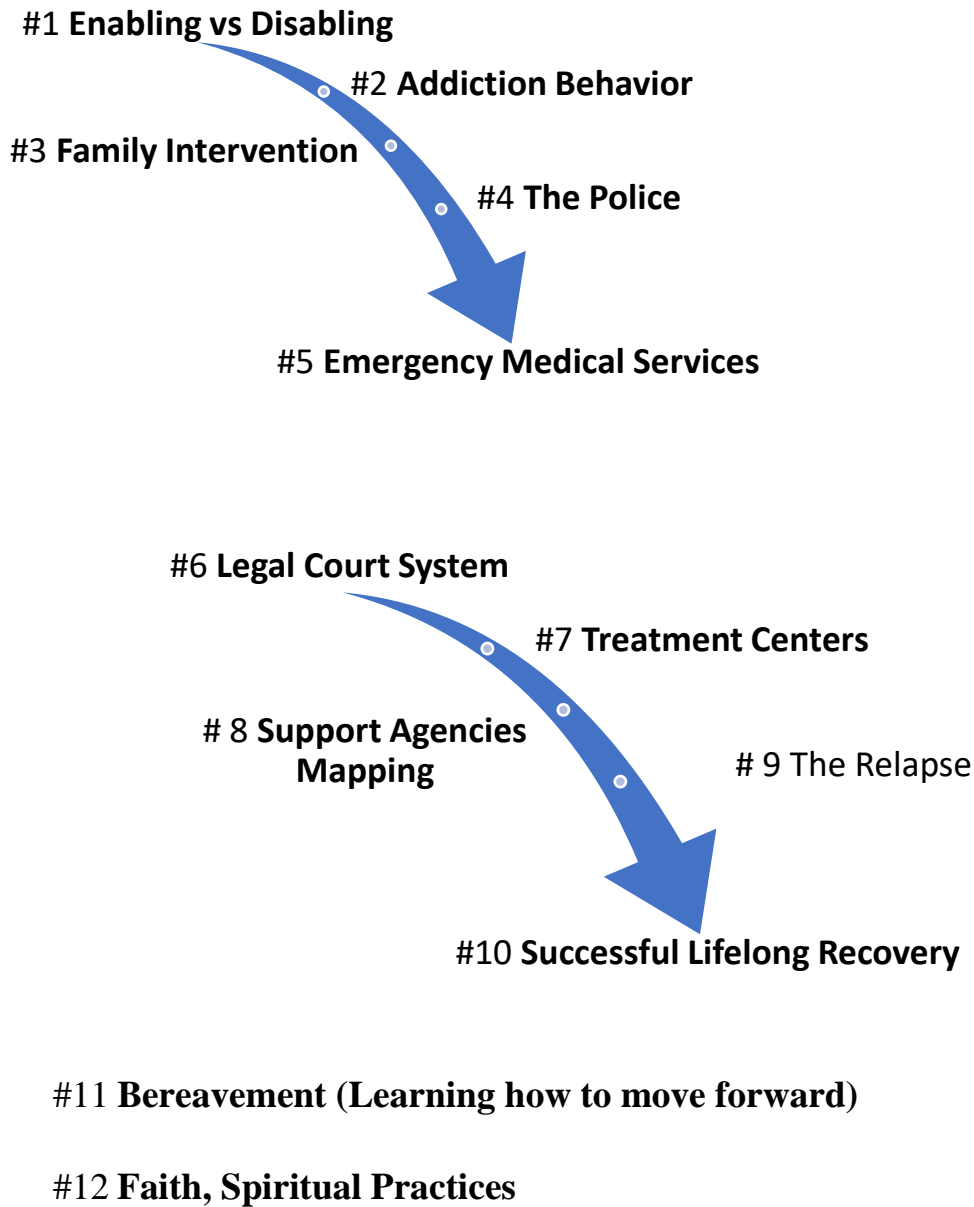 #1 Enabling vs Disabling
#2 Addiction Behavior
#3 Family Intervention
#4 The Police
#5 Emergency Medical Services
#6 Legal Court System
#7 Treatment Centers
# 8 Support Agencies
Mapping
# 9 The Relapse
#10 Successful Lifelong Recovery
#11 Bereavement (Learning how to move forward)
#12 Faith, Spiritual Practices